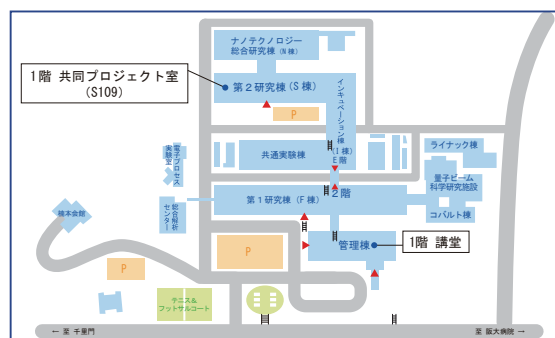 ナノテクノロジー
総合研究棟(N棟)
1階 共同プロジェクト室
(S109)
第2研究棟(S棟)
インキュベーション棟
(I棟)
E階
P
共通実験棟
電子プロセス
実験室
ライナック棟
量子ビーム
科学研究施設
コバルト棟
第1研究棟(F棟)
2階
総合解析
センター
楠本会館
管理棟
1階 講堂
P
P
テニス&
フットサルコート
← 至 千里門
至 阪大病院 →